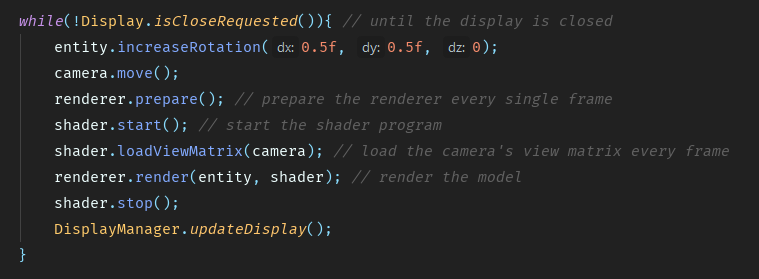 while(!Display.isCloseRequested()){ // until the display is closed
    entity.increaseRotation( dx: 0.5f, dy: 0.5f, dz: 0);
    camera.move();
    renderer.prepare(); // prepare the renderer every single frame
    shader.start(); // start the shader program
    shader.loadViewMatrix(camera); // load the camera's view matrix every frame
    renderer.render(entity, shader); // render the model
    shader.stop();
    DisplayManager.updateDisplay();
}